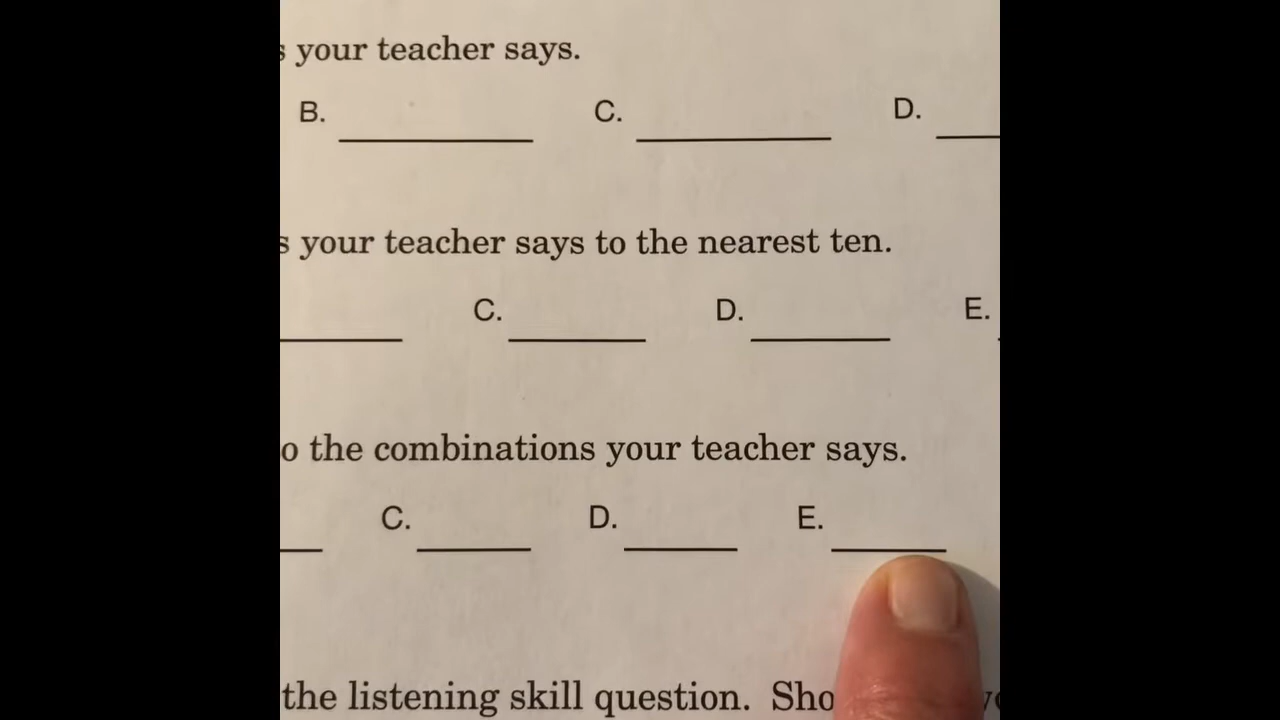 s your teacher says.
B. C. D.
s your teacher says to the nearest ten.
C. D. E.
o the combinations your teacher says.
C. D. E.
the listening skill question. Sho